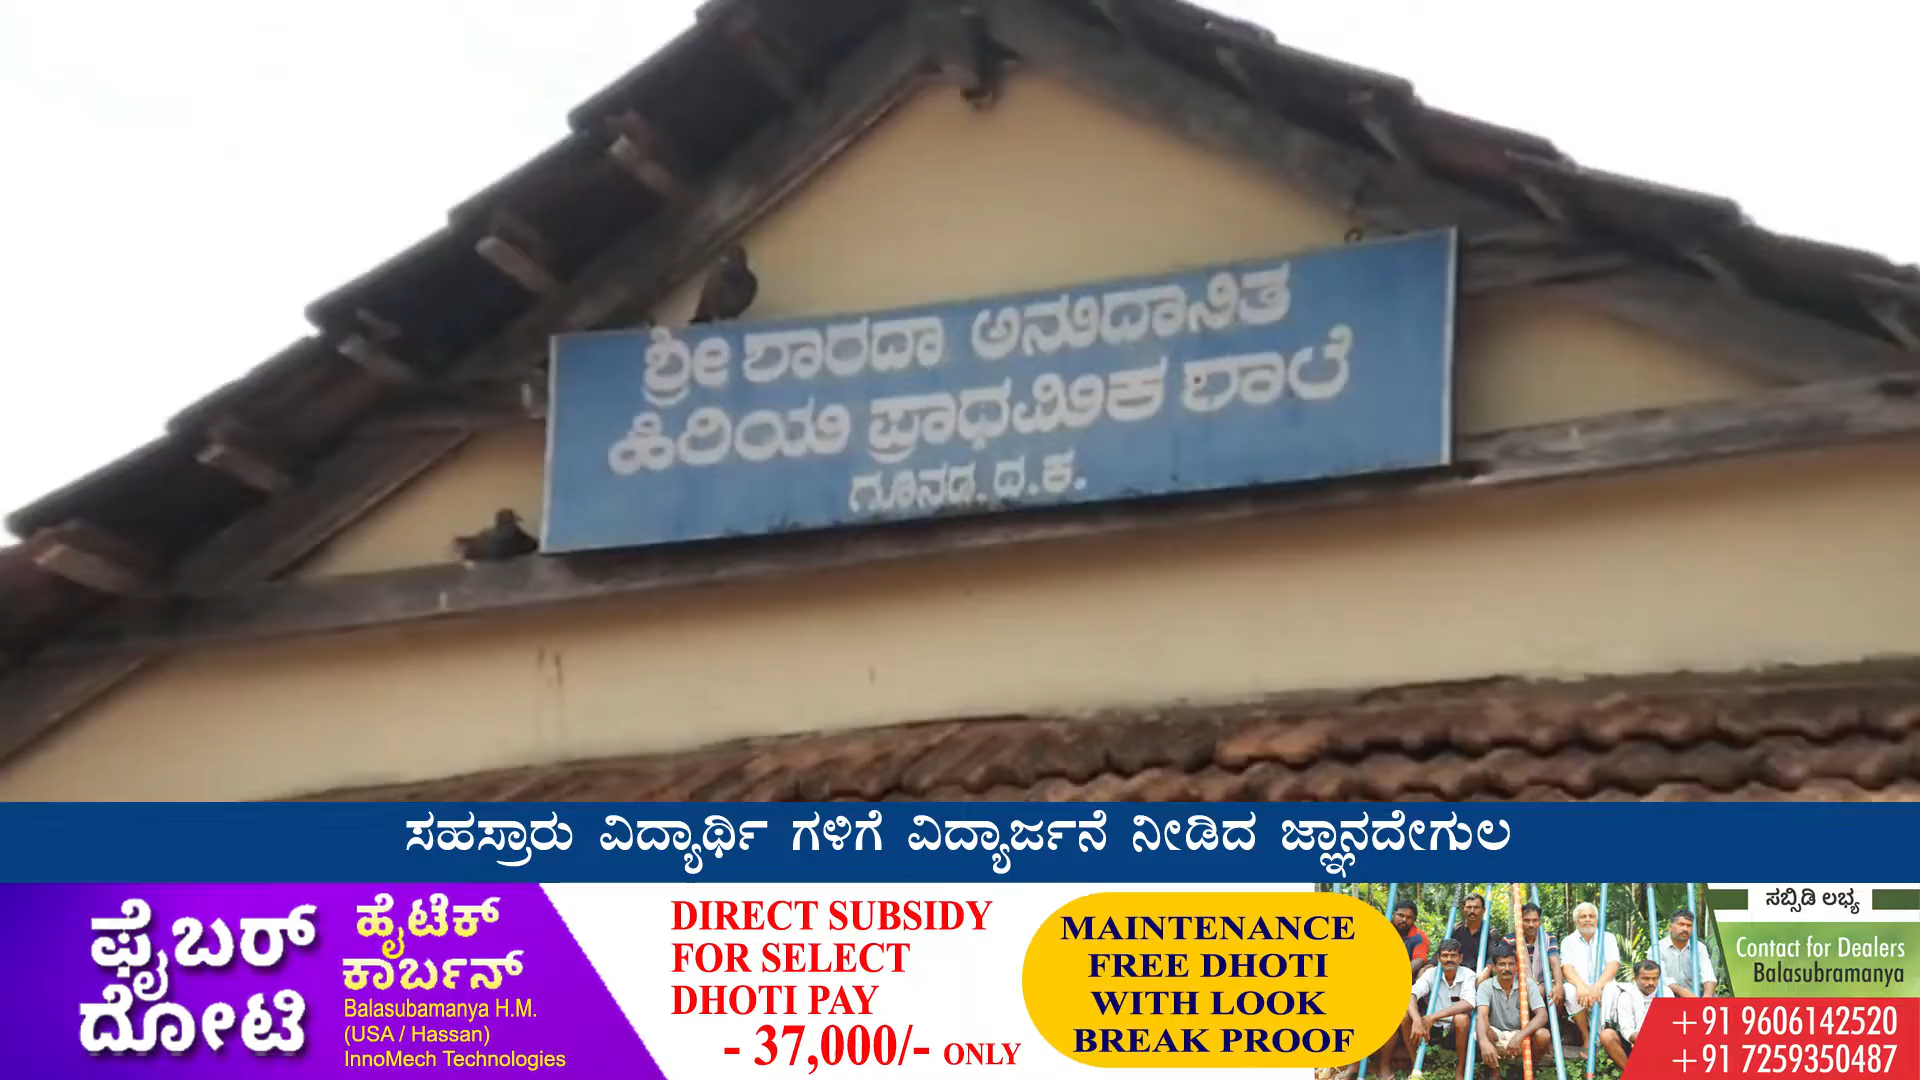 ಶ್ರೀ ಶಾರದಾ ಅನುದಾನಿತ
ಹಿರಿಯ ಪ್ರಾಥಮಿಕ ಶಾಲೆ
ಗೂನಡ, ದ.ಕ.
ಸಹಸ್ರಾರು ವಿದ್ಯಾರ್ಥಿ ಗಳಿಗೆ ವಿದ್ಯಾರ್ಜನೆ ನೀಡಿದ ಜ್ಞಾನದೇಗುಲ
ಫೈಬರ್
ದೋಟಿ
ಹೈಟೆಕ್
ಕಾರ್ಬನ್
Balasubamanya H.M.
(USA / Hassan)
InnoMech Technologies
DIRECT SUBSIDY
FOR SELECT
DHOTI PAY
- 37,000/- ONLY
MAINTENANCE
FREE DHOTI
WITH LOOK
BREAK PROOF
ಸಬ್ಸಿಡಿ ಲಭ್ಯ
Contact for Dealers
Balasubramanya
+91 9606142520
+91 7259350487